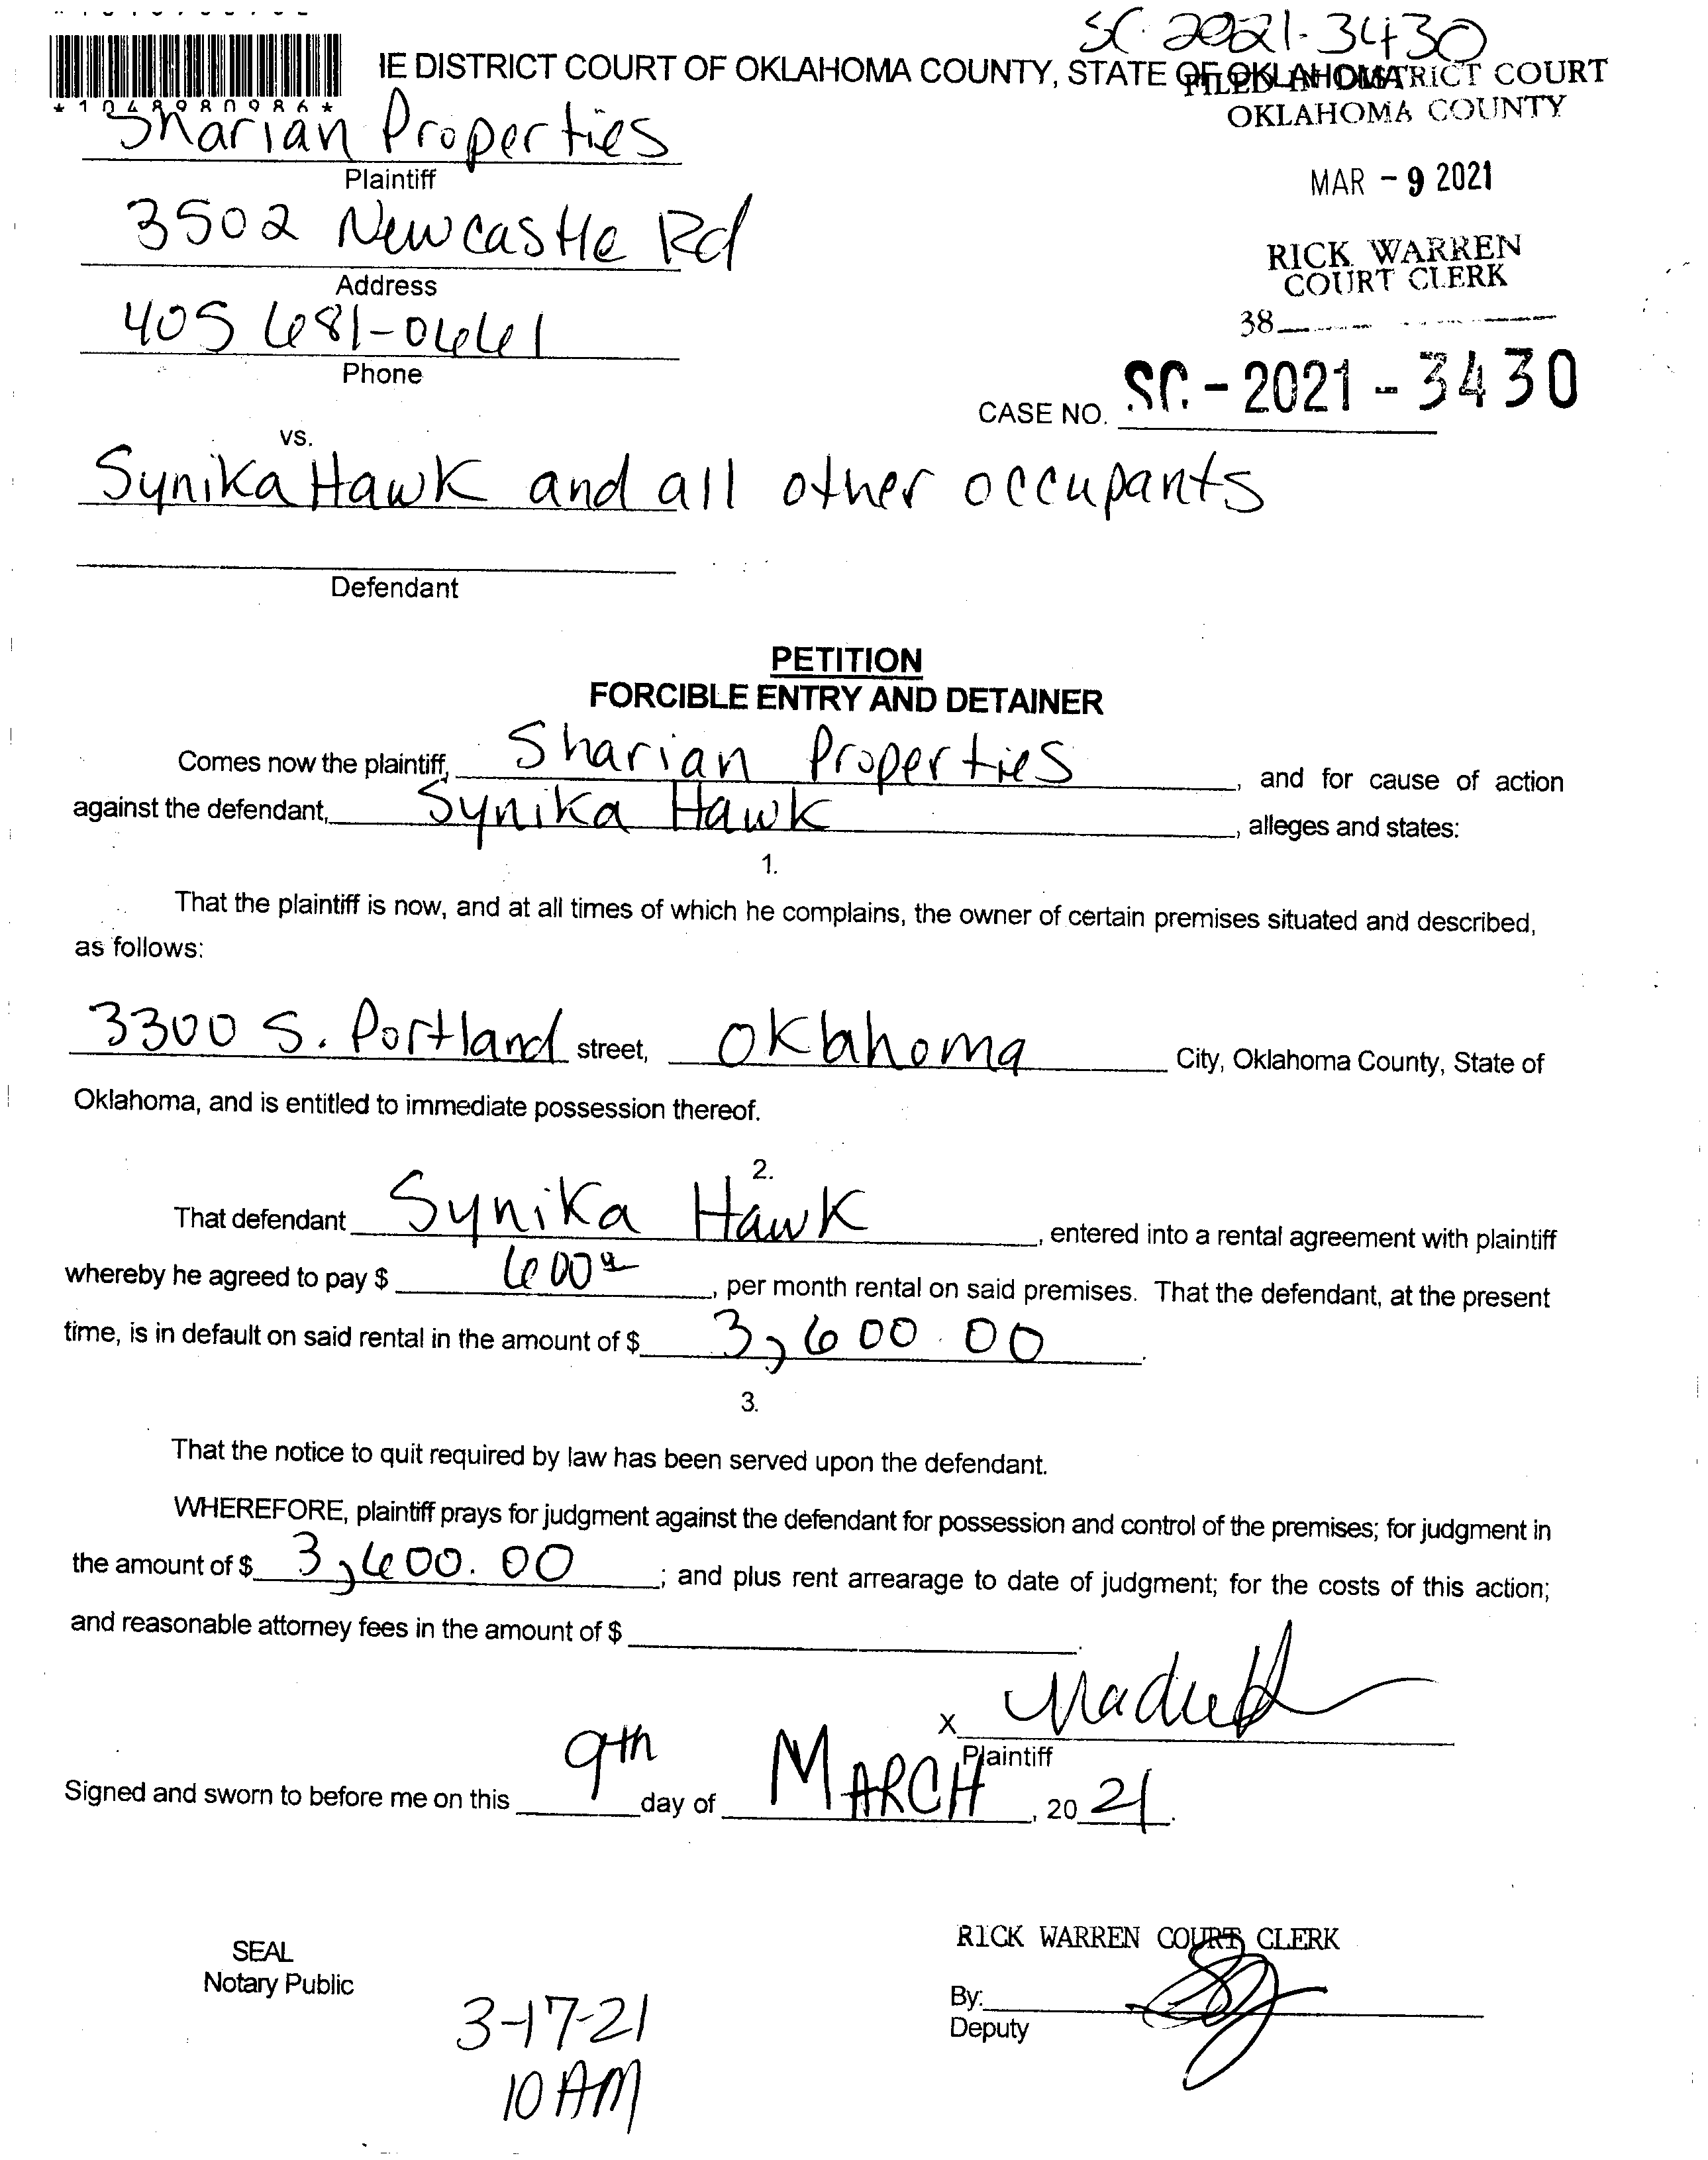 SC-2021-3430
IE DISTRICT COURT OF OKLAHOMA COUNTY, STATE OF OKLAHOMA
FILED IN DISTRICT COURT
OKLAHOMA COUNTY
*1048980986*
Sharian Properties
Plaintiff
MAR - 9 2021
3502 Newcastle Rd
Address
RICK WARREN
COURT CLERK
405 681-0661
Phone
38
CASE NO. SC - 2021 - 3430
vs.
Synika Hawk and all other occupants
Defendant
PETITION
FORCIBLE ENTRY AND DETAINER
Comes now the plaintiff, Sharian Properties, and for cause of action
against the defendant, Synika Hawk, alleges and states:
1.
That the plaintiff is now, and at all times of which he complains, the owner of certain premises situated and described,
as follows:
3300 S. Portland street, Oklahoma City, Oklahoma County, State of
Oklahoma, and is entitled to immediate possession thereof.
2.
That defendant Synika Hawk, entered into a rental agreement with plaintiff
whereby he agreed to pay $ 600, per month rental on said premises. That the defendant, at the present
time, is in default on said rental in the amount of $ 3,600.00.
3.
That the notice to quit required by law has been served upon the defendant.
WHEREFORE, plaintiff prays for judgment against the defendant for possession and control of the premises; for judgment in
the amount of $ 3,600.00; and plus rent arrearage to date of judgment; for the costs of this action;
and reasonable attorney fees in the amount of $ .
X
Plaintiff
Signed and sworn to before me on this 9th day of MARCH, 2021.
SEAL
Notary Public
RICK WARREN COURT CLERK
By:
Deputy
3-17-21
10 AM